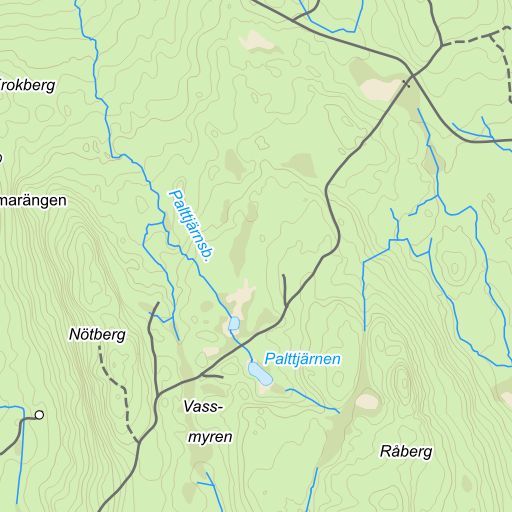 rokberg
marängen
Palttjärnsb.
Nötberg
Palttjärnen
Vass-
myren
Råberg